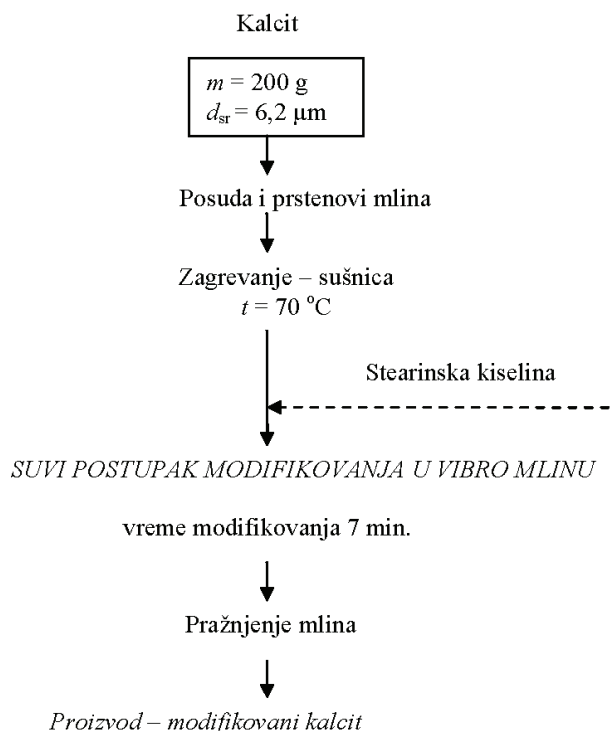 Kalcit
m = 200 g
dsr = 6,2 µm
Posuda i prstenovi mlina
Zagrevanje – sušnica
t = 70 °C
Stearinska kiselina
SUVI POSTUPAK MODIFIKOVANJA U VIBRO MLINU
vreme modifikovanja 7 min.
Pražnjenje mlina
Proizvod – modifikovani kalcit